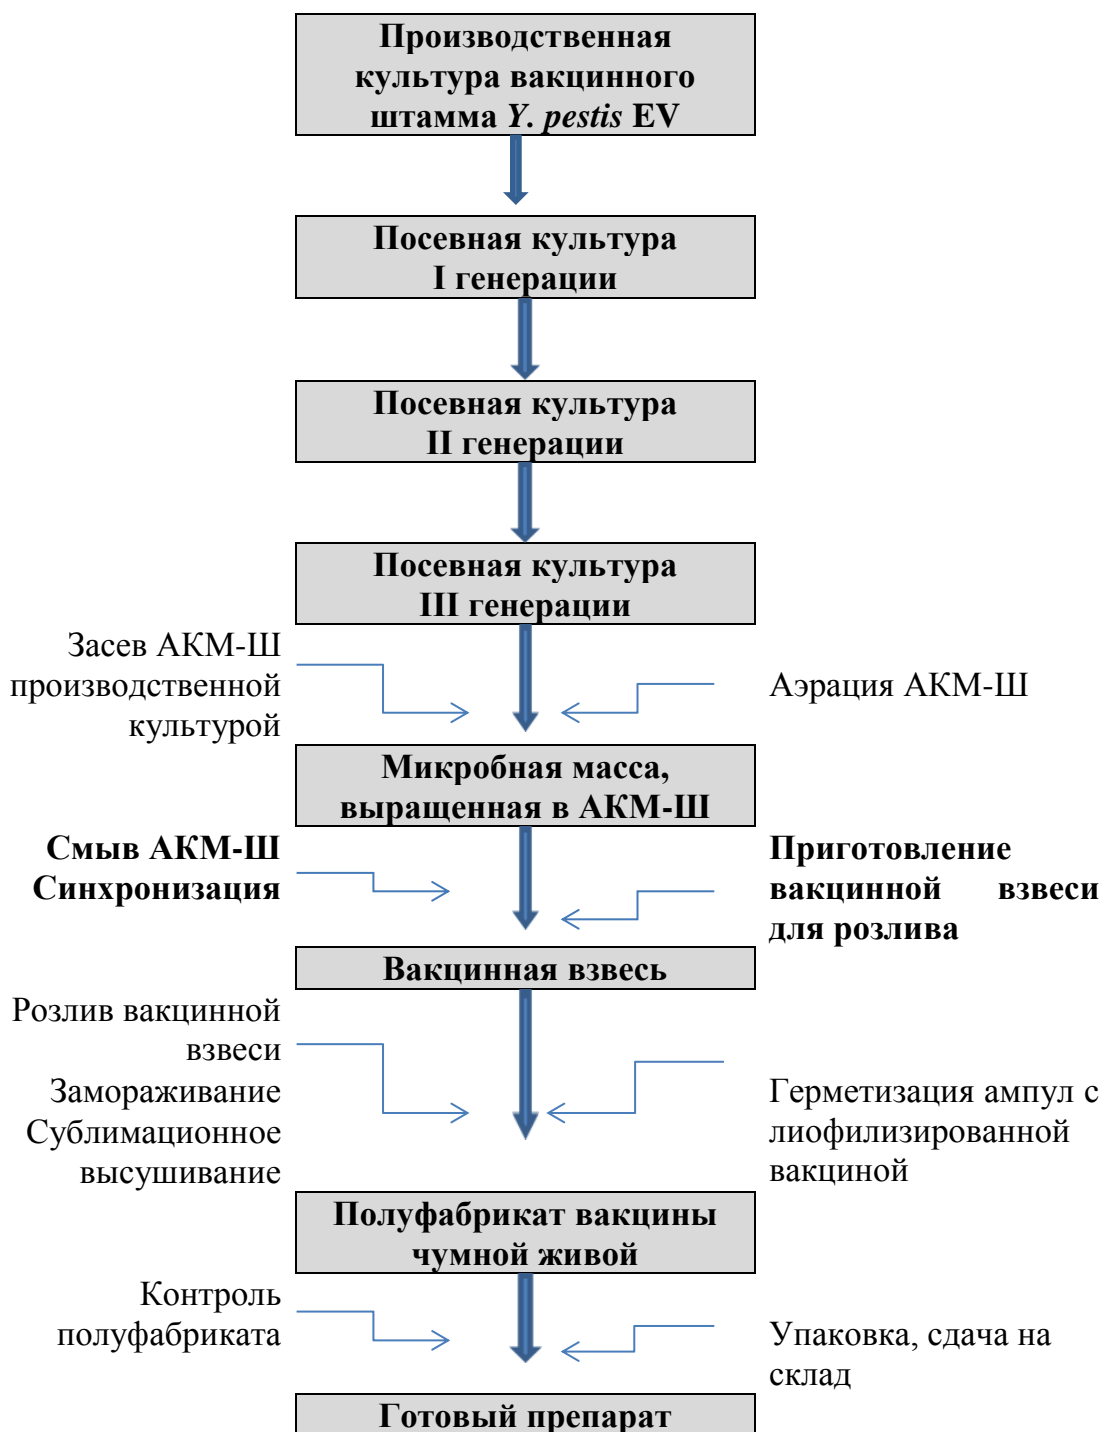 Производственная
культура вакцинного
штамма Y. pestis EV
Посевная культура
I генерации
Посевная культура
II генерации
Посевная культура
III генерации
Засев АКМ-Ш
производственной
культурой
Аэрация АКМ-Ш
Микробная масса,
выращенная в АКМ-Ш
Смыв АКМ-Ш
Синхронизация
Приготовление
вакцинной взвеси
для розлива
Вакцинная взвесь
Розлив вакцинной
взвеси
Замораживание
Сублимационное
высушивание
Герметизация ампул с
лиофилизированной
вакциной
Полуфабрикат вакцины
чумной живой
Контроль
полуфабриката
Упаковка, сдача на
склад
Готовый препарат